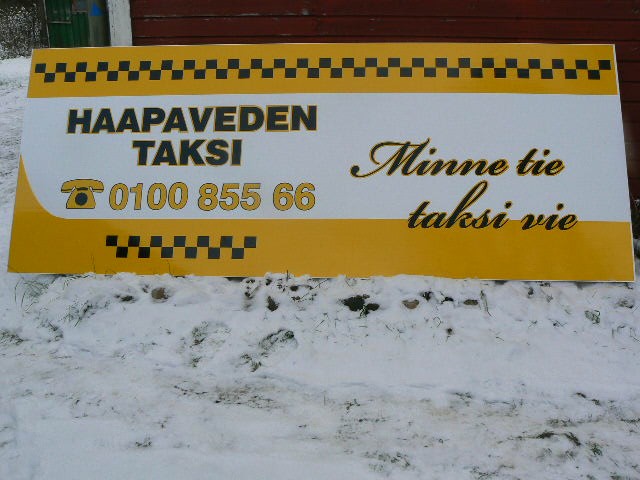 HAAPAVEDEN
TAKSI
0100 855 66
Minne tie
taksi vie